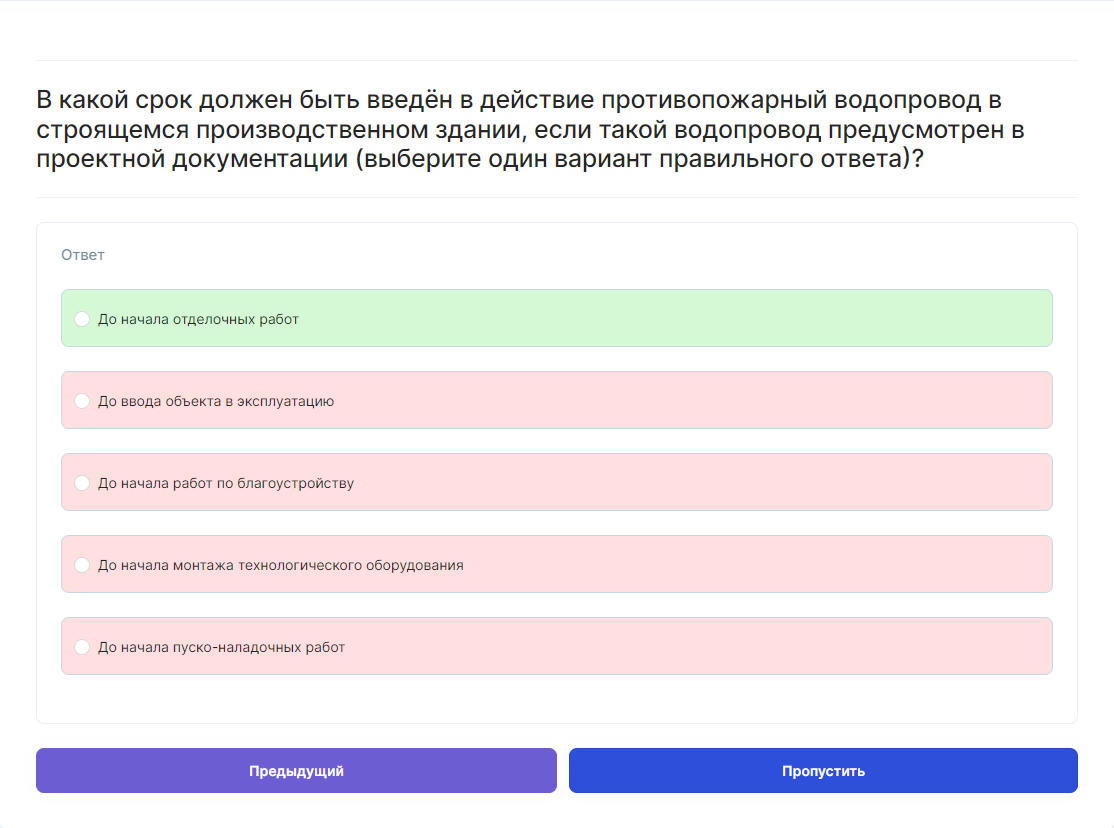 В какой срок должен быть введён в действие противопожарный водопровод в
строящемся производственном здании, если такой водопровод предусмотрен в
проектной документации (выберите один вариант правильного ответа)?
Ответ
До начала отделочных работ
До ввода объекта в эксплуатацию
До начала работ по благоустройству
До начала монтажа технологического оборудования
До начала пуско-наладочных работ
Предыдущий
Пропустить